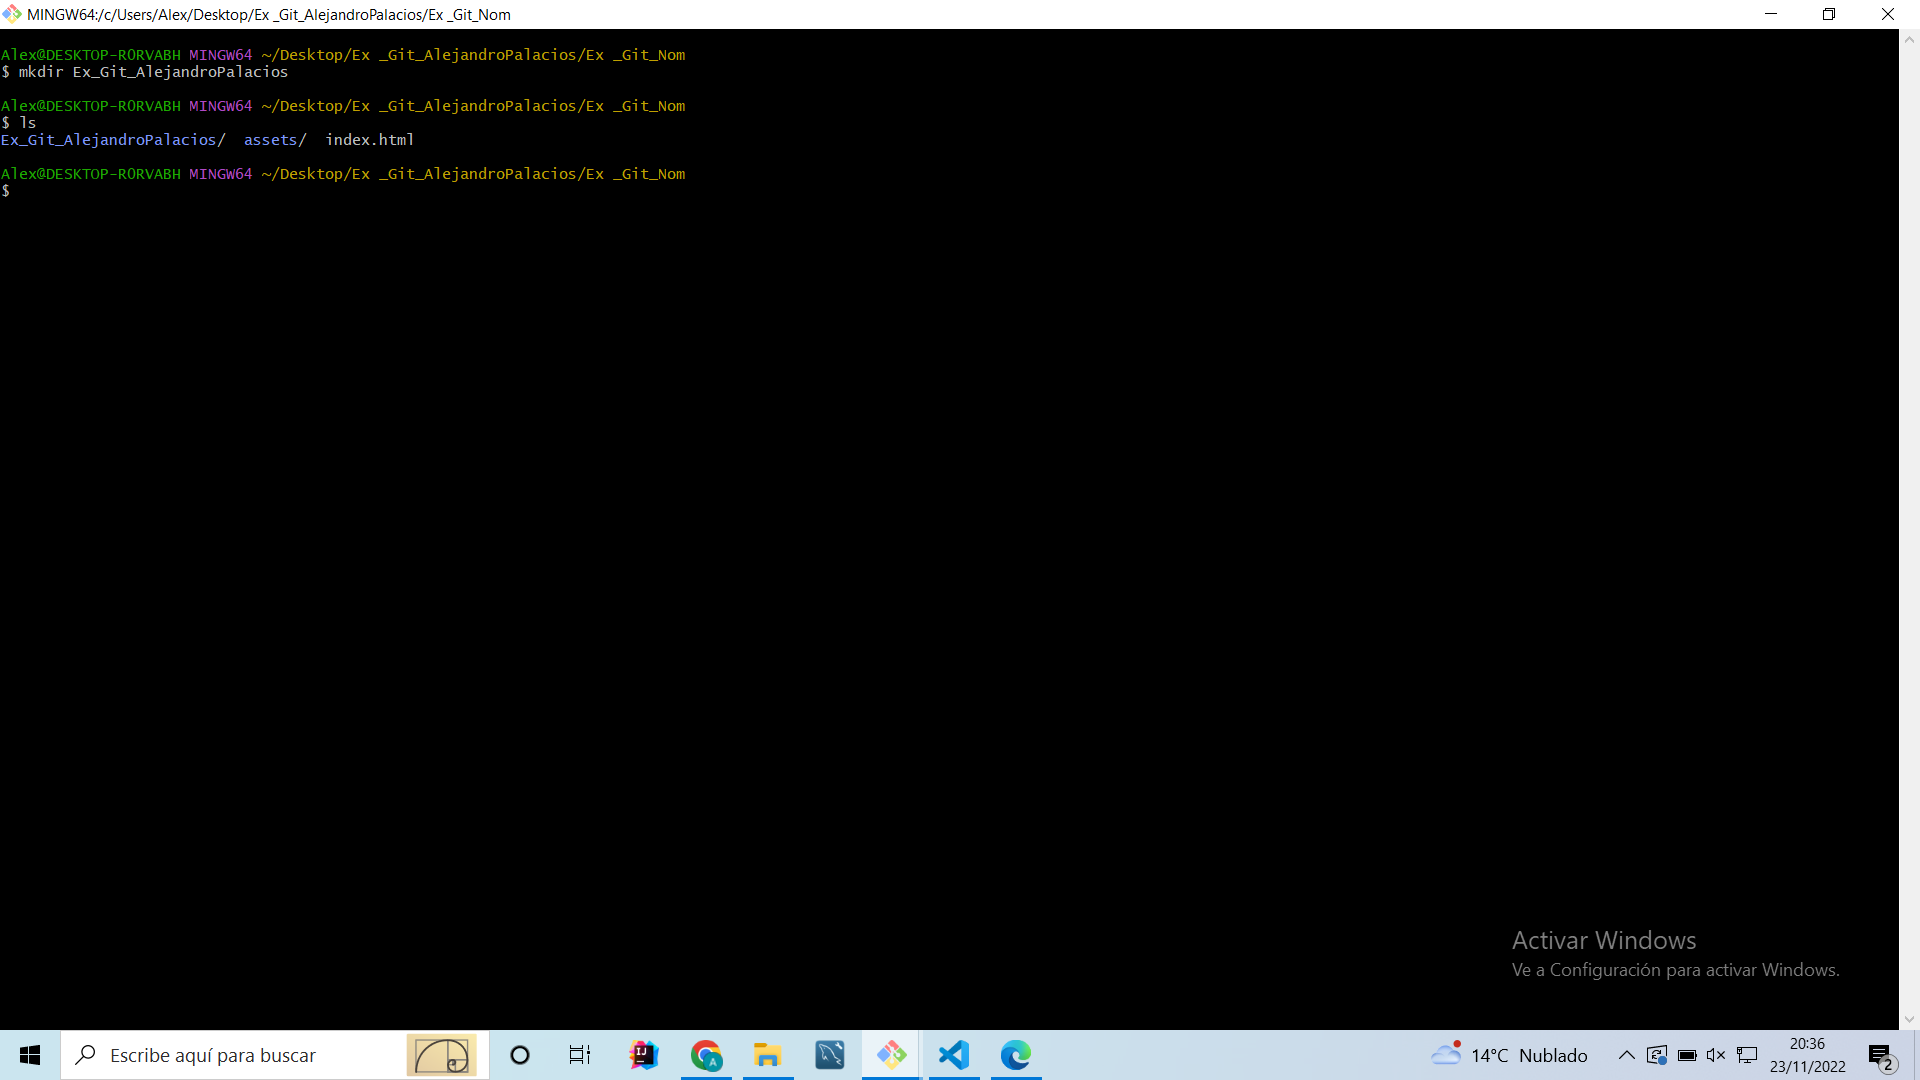 MINGW64:/c/Users/Alex/Desktop/Ex _Git_AlejandroPalacios/Ex _Git_Nom
Alex@DESKTOP-RORVABH MINGW64 ~/Desktop/Ex _Git_AlejandroPalacios/Ex _Git_Nom
$ mkdir Ex_Git_AlejandroPalacios
Alex@DESKTOP-RORVABH MINGW64 ~/Desktop/Ex _Git_AlejandroPalacios/Ex _Git_Nom
$ ls
Ex_Git_AlejandroPalacios/  assets/  index.html
Alex@DESKTOP-RORVABH MINGW64 ~/Desktop/Ex _Git_AlejandroPalacios/Ex _Git_Nom
$
Activar Windows
Ve a Configuración para activar Windows.
Escribe aquí para buscar
IJ
A
14°C Nublado
20:36
23/11/2022
2